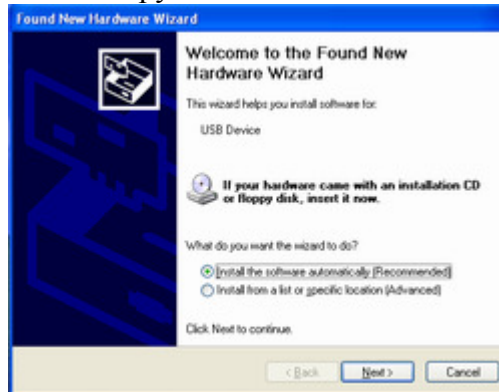 Found New Hardware Wizard
Welcome to the Found New
Hardware Wizard
This wizard helps you install software for:
USB Device
If your hardware came with an installation CD
or floppy disk, insert it now.
What do you want the wizard to do?
Install the software automatically (Recommended)
Install from a list or specific location (Advanced)
Click Next to continue.
< Back
Next >
Cancel